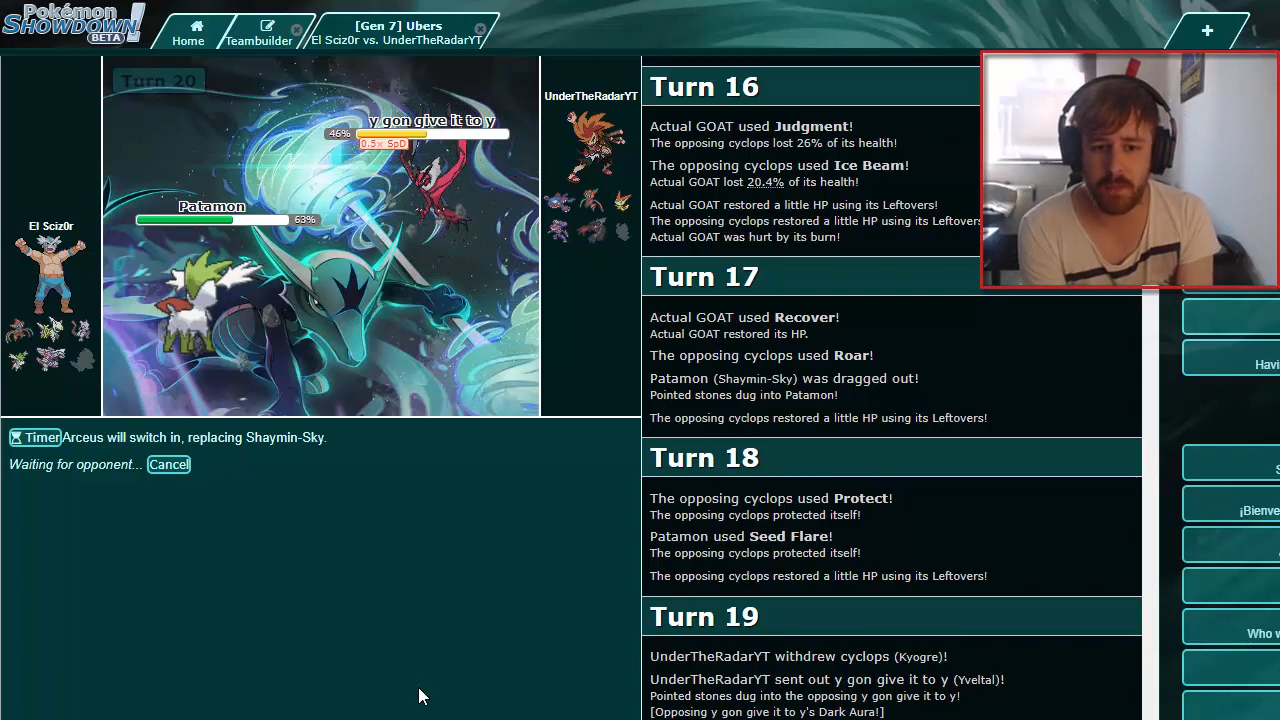 Pokémon
SHOWDOWN!
BETA
Home
Teambuilder
[Gen 7] Ubers
El Sciz0r vs. UnderTheRadarYT
+
Turn 20
y gon give it to y
46%
0.5× SpD
Patamon
63%
El Sciz0r
UnderTheRadarYT
Timer Arceus will switch in, replacing Shaymin-Sky.
Waiting for opponent... Cancel
Turn 16
Actual GOAT used Judgment!
The opposing cyclops lost 26% of its health!
The opposing cyclops used Ice Beam!
Actual GOAT lost 20.4% of its health!
Actual GOAT restored a little HP using its Leftovers!
The opposing cyclops restored a little HP using its Leftovers
Actual GOAT was hurt by its burn!
Turn 17
Actual GOAT used Recover!
Actual GOAT restored its HP.
The opposing cyclops used Roar!
Patamon (Shaymin-Sky) was dragged out!
Pointed stones dug into Patamon!
The opposing cyclops restored a little HP using its Leftovers!
Turn 18
The opposing cyclops used Protect!
The opposing cyclops protected itself!
Patamon used Seed Flare!
The opposing cyclops protected itself!
The opposing cyclops restored a little HP using its Leftovers!
Turn 19
UnderTheRadarYT withdrew cyclops (Kyogre)!
UnderTheRadarYT sent out y gon give it to y (Yveltal)!
Pointed stones dug into the opposing y gon give it to y!
[Opposing y gon give it to y's Dark Aura!]
Havi
S
¡Bienve
Who w